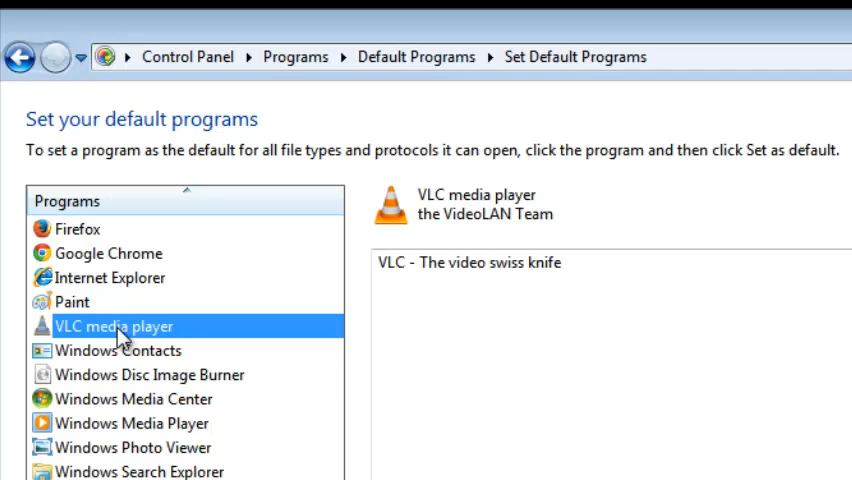 Control Panel Programs Default Programs Set Default Programs
Set your default programs
To set a program as the default for all file types and protocols it can open, click the program and then click Set as default.
Programs
Firefox
Google Chrome
Internet Explorer
Paint
VLC media player
Windows Contacts
Windows Disc Image Burner
Windows Media Center
Windows Media Player
Windows Photo Viewer
Windows Search Explorer
VLC media player
the VideoLAN Team
VLC - The video swiss knife